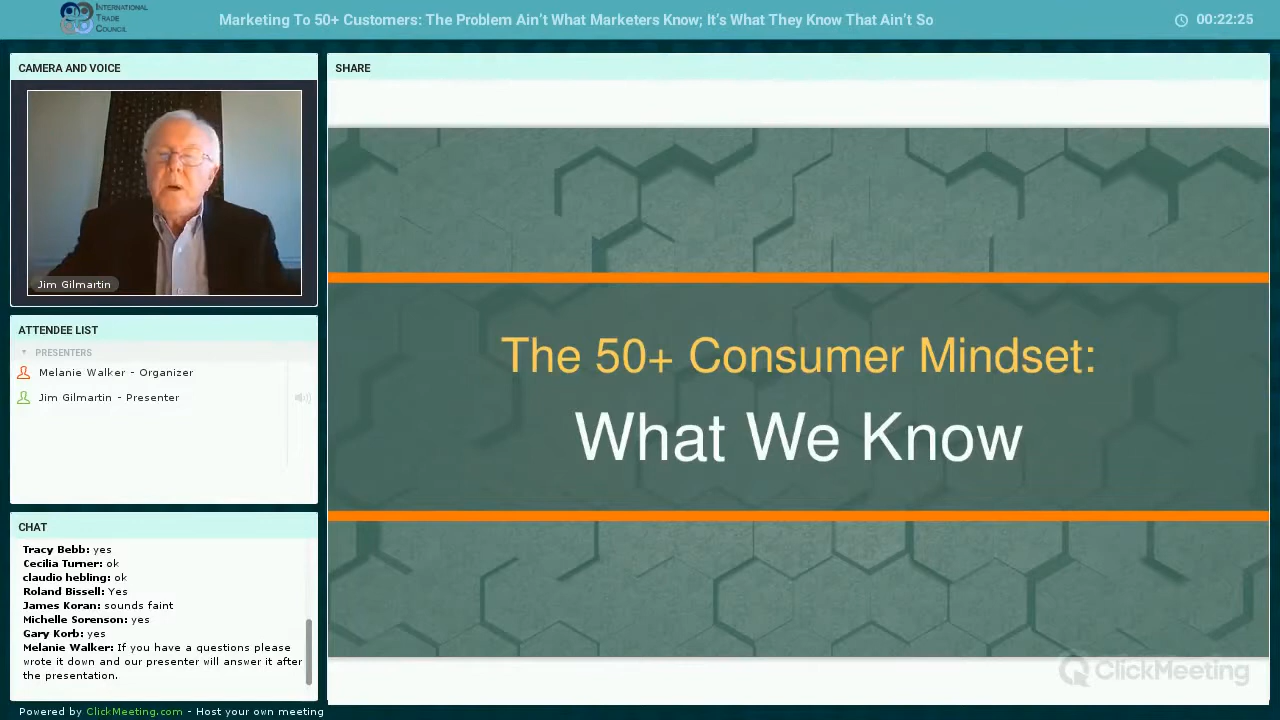 INTERNATIONAL
TRADE
COUNCIL
Marketing To 50+ Customers: The Problem Ain't What Marketers Know; It's What They Know That Ain't So
00:22:25
CAMERA AND VOICE
Jim Gilmartin
ATTENDEE LIST
PRESENTERS
Melanie Walker - Organizer
Jim Gilmartin - Presenter
CHAT
Tracy Bebb: yes
Cecilia Turner: ok
claudio hebling: ok
Roland Bissell: Yes
James Koran: sounds faint
Michelle Sorenson: yes
Gary Korb: yes
Melanie Walker: If you have a questions please
wrote it down and our presenter will answer it after
the presentation.
SHARE
The 50+ Consumer Mindset:
What We Know
ClickMeeting
Powered by ClickMeeting.com - Host your own meeting